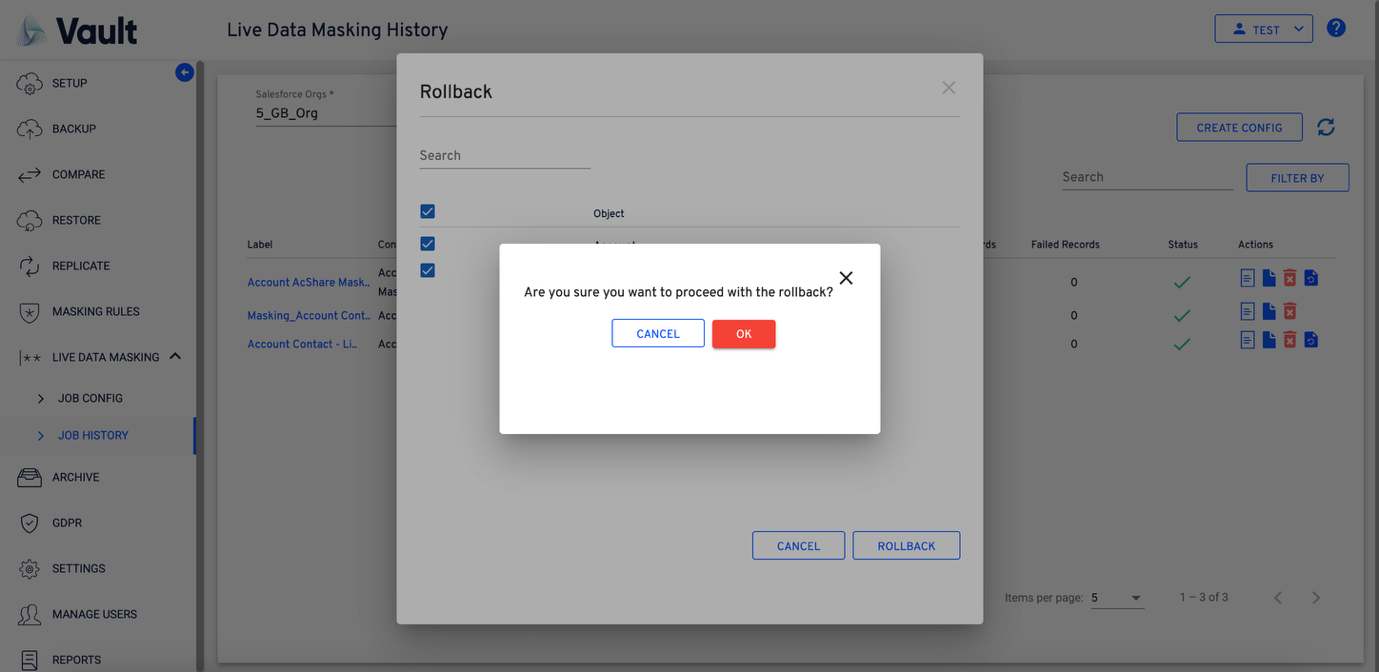 Vault
Live Data Masking History
TEST
?
SETUP
BACKUP
COMPARE
RESTORE
REPLICATE
MASKING RULES
|** LIVE DATA MASKING
JOB CONFIG
JOB HISTORY
ARCHIVE
GDPR
SETTINGS
MANAGE USERS
REPORTS
Salesforce Orgs *
5_GB_Org
CREATE CONFIG
Search
FILTER BY
Label
Failed Records
Status
Actions
Account AcShare Mask..
0
Masking_Account Cont..
0
Account Contact - Li..
0
Items per page: 5
1 – 3 of 3
Rollback
Search
Object
Are you sure you want to proceed with the rollback?
CANCEL
OK
CANCEL
ROLLBACK